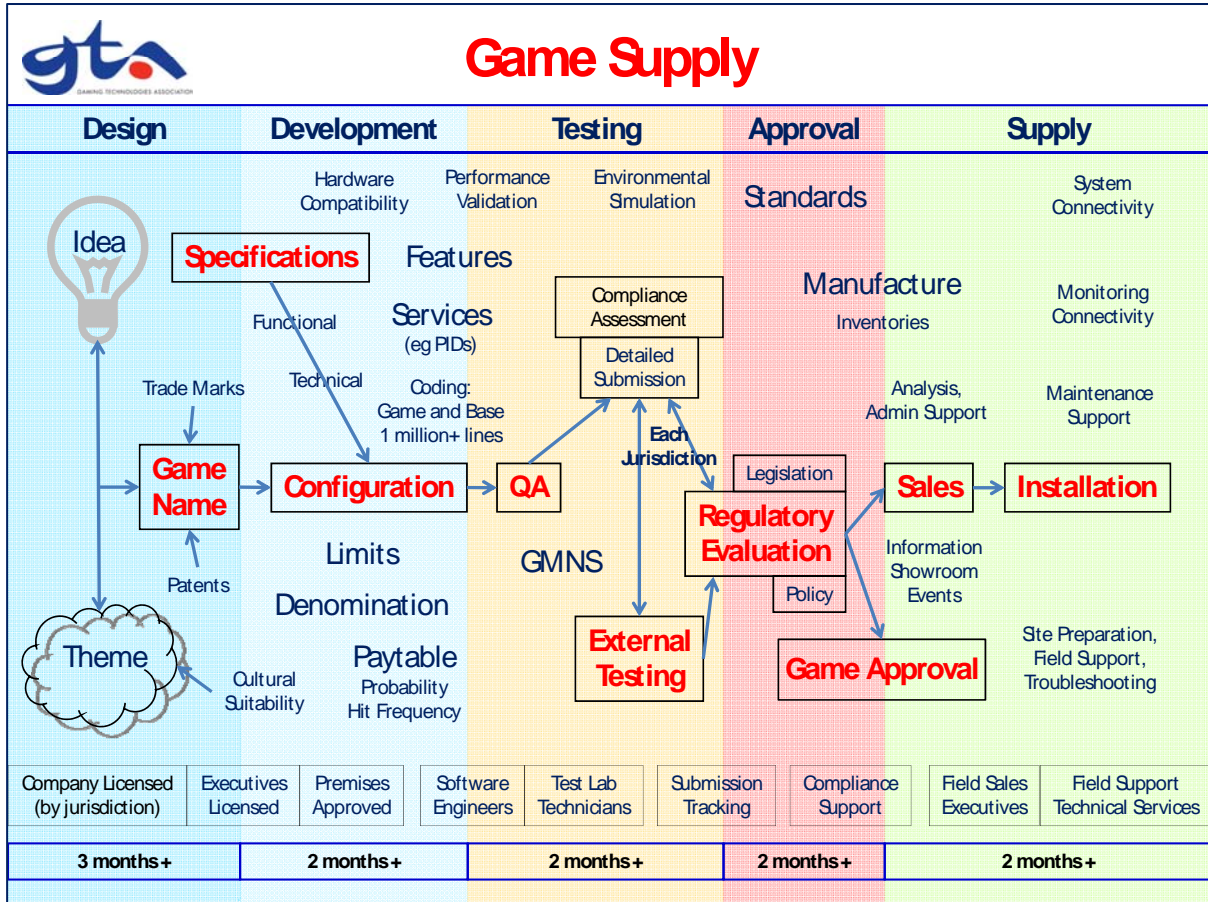 gta
GAMING TECHNOLOGIES ASSOCIATION
Game Supply
Design
Development
Testing
Approval
Supply
Hardware
Compatibility
Performance
Validation
Environmental
Simulation
Standards
System
Connectivity
Idea
Specifications
Features
Compliance
Assessment
Manufacture
Inventories
Monitoring
Connectivity
Functional
Services
(eg PIDs)
Detailed
Submission
Technical
Trade Marks
Coding:
Game and Base
1 million+ lines
Analysis,
Admin Support
Maintenance
Support
Each
Jurisdiction
Game
Name
Configuration
QA
Legislation
Regulatory
Evaluation
Policy
Sales
Installation
Patents
Limits
GMNS
Information
Showroom
Events
Denomination
Theme
Cultural
Suitability
Paytable
Probability
Hit Frequency
External
Testing
Game Approval
Site Preparation,
Field Support,
Troubleshooting
Company Licensed
(by jurisdiction)
Executives
Licensed
Premises
Approved
Software
Engineers
Test Lab
Technicians
Submission
Tracking
Compliance
Support
Field Sales
Executives
Field Support
Technical Services
3 months+
2 months+
2 months+
2 months+
2 months+